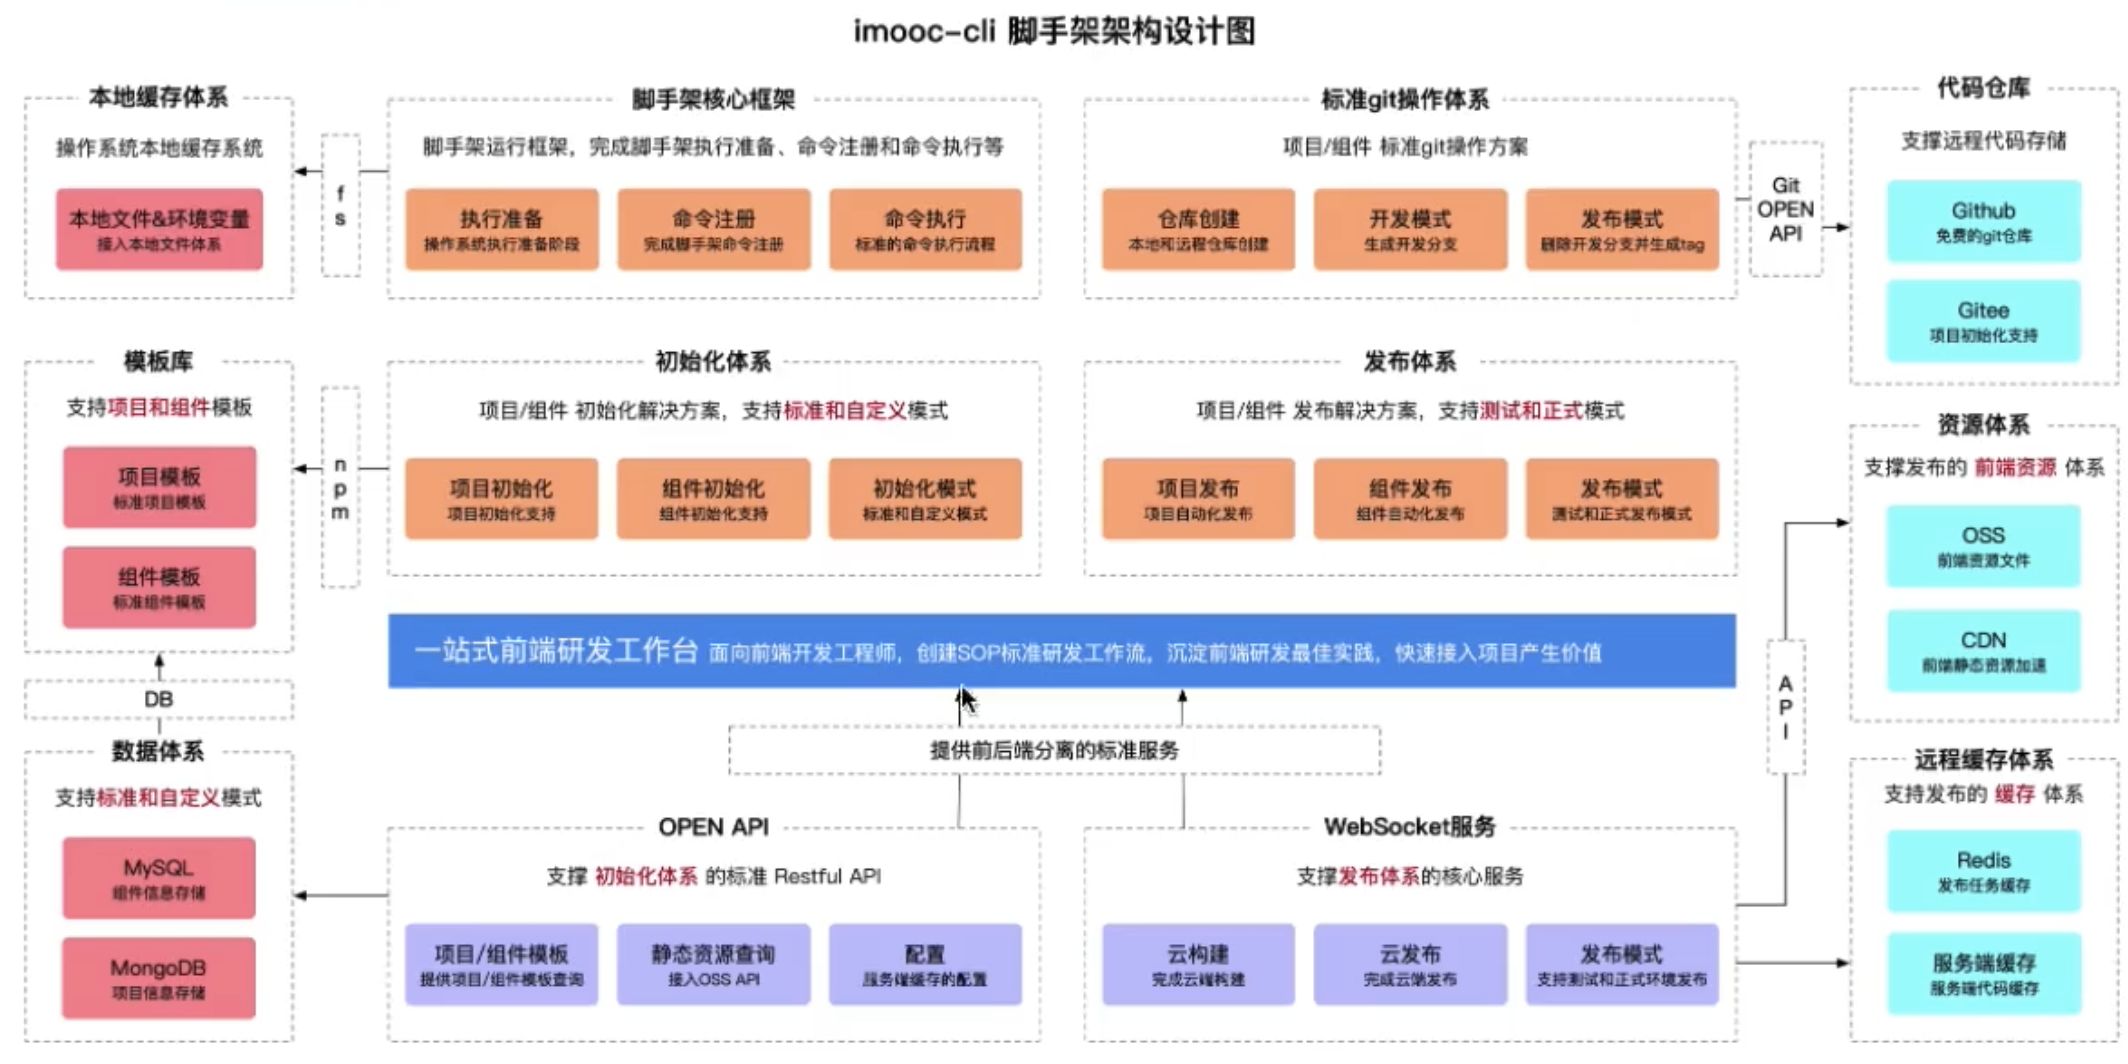 imooc-cli 脚手架架构设计图
本地缓存体系
操作系统本地缓存系统
本地文件&环境变量
接入本地文件体系
f
s
脚手架核心框架
脚手架运行框架，完成脚手架执行准备、命令注册和命令执行等
执行准备
操作系统执行准备阶段
命令注册
完成脚手架命令注册
命令执行
标准的命令执行流程
标准git操作体系
项目/组件 标准git操作方案
仓库创建
本地和远程仓库创建
开发模式
生成开发分支
发布模式
删除开发分支并生成tag
Git
OPEN
API
代码仓库
支撑远程代码存储
Github
免费的git仓库
Gitee
项目初始化支持
模板库
支持项目和组件模板
项目模板
标准项目模板
组件模板
标准组件模板
n
p
m
初始化体系
项目/组件 初始化解决方案，支持标准和自定义模式
项目初始化
项目初始化支持
组件初始化
组件初始化支持
初始化模式
标准和自定义模式
发布体系
项目/组件 发布解决方案，支持测试和正式模式
项目发布
项目自动化发布
组件发布
组件自动化发布
发布模式
测试和正式发布模式
资源体系
支撑发布的 前端资源 体系
OSS
前端资源文件
CDN
前端静态资源加速
一站式前端研发工作台 面向前端开发工程师，创建SOP标准研发工作流，沉淀前端研发最佳实践，快速接入项目产生价值
DB
提供前后端分离的标准服务
A
P
I
数据体系
支持标准和自定义模式
MySQL
组件信息存储
MongoDB
项目信息存储
OPEN API
支撑 初始化体系 的标准 Restful API
项目/组件模板
提供项目/组件模板查询
静态资源查询
接入OSS API
配置
服务端缓存的配置
WebSocket服务
支撑发布体系的核心服务
云构建
完成云端构建
云发布
完成云端发布
发布模式
支持测试和正式环境发布
远程缓存体系
支持发布的 缓存 体系
Redis
发布任务缓存
服务端缓存
服务端代码缓存